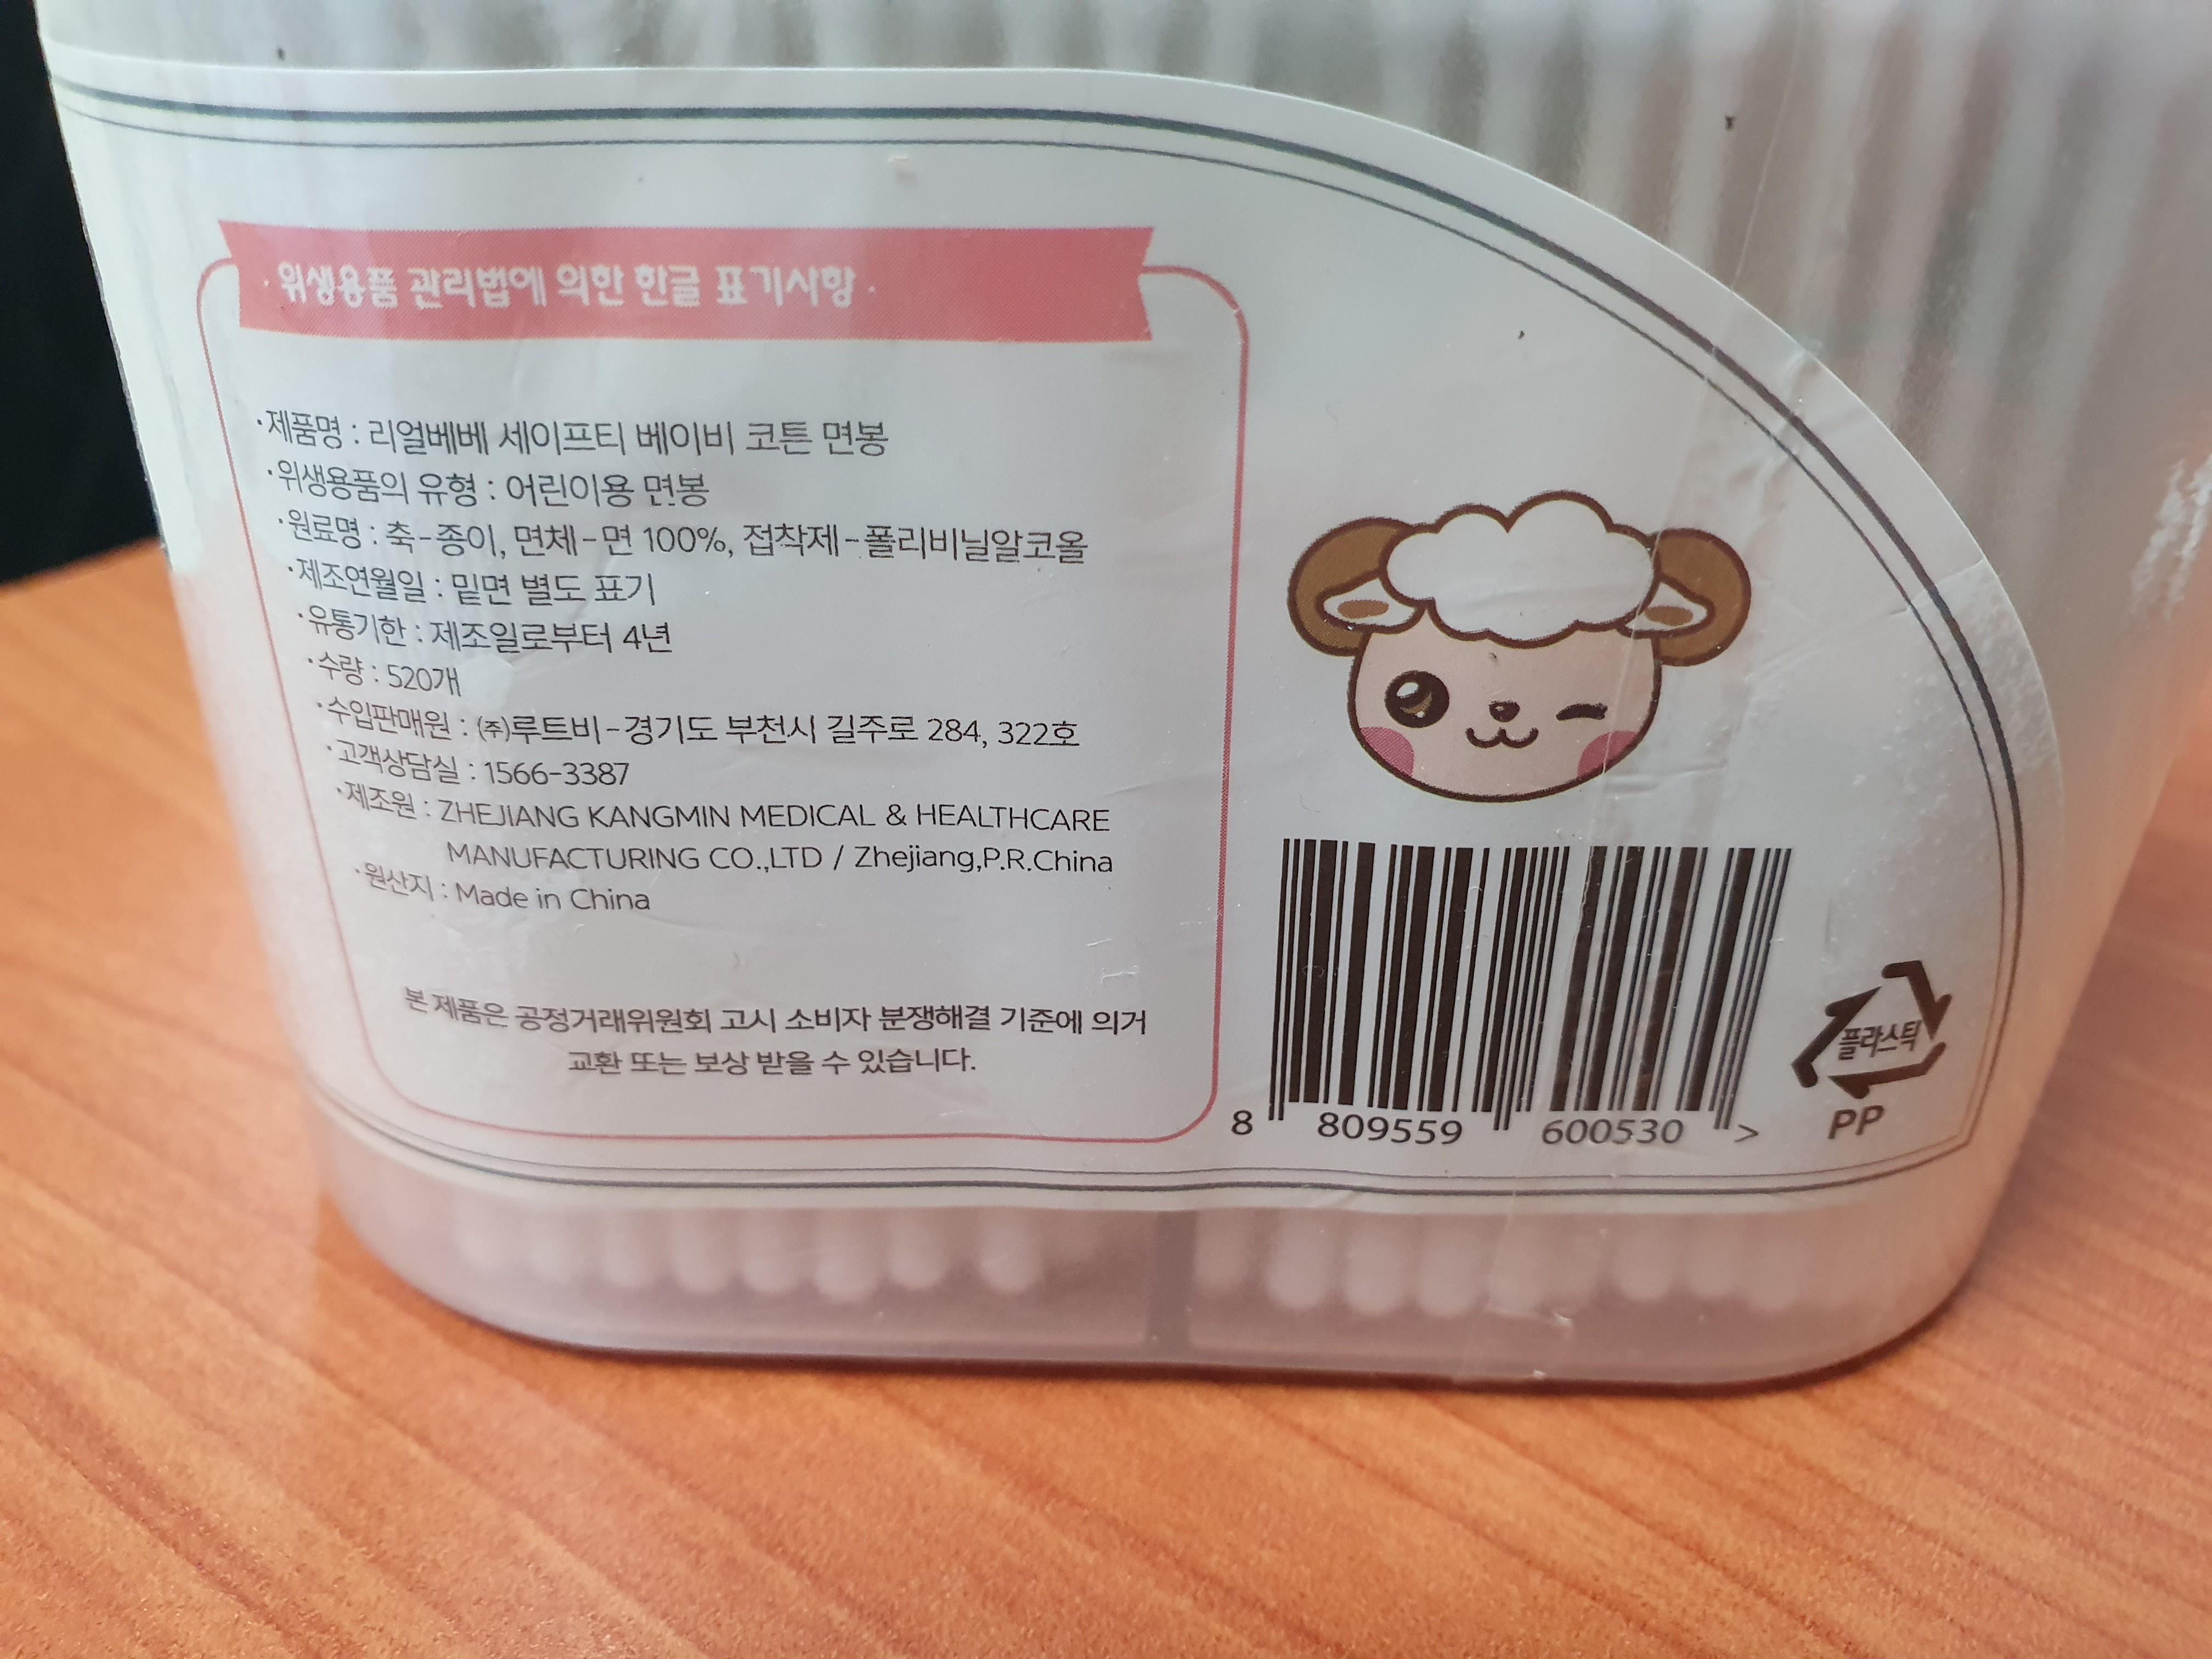 · 위생용품 관리법에 의한 한글 표기사항 ·
· 제품명 : 리얼베베 세이프티 베이비 코튼 면봉
· 위생용품의 유형 : 어린이용 면봉
· 원료명 : 축-종이, 면체-면 100%, 접착제-폴리비닐알코올
· 제조연월일 : 밑면 별도 표기
· 유통기한 : 제조일로부터 4년
· 수량 : 520개
· 수입판매원 : ㈜루트비-경기도 부천시 길주로 284, 322호
· 고객상담실 : 1566-3387
· 제조원 : ZHEJIANG KANGMIN MEDICAL & HEALTHCARE
MANUFACTURING CO.,LTD / Zhejiang,P.R.China
· 원산지 : Made in China
본 제품은 공정거래위원회 고시 소비자 분쟁해결 기준에 의거
교환 또는 보상 받을 수 있습니다.
8 809559 600530 >
플라스틱
PP